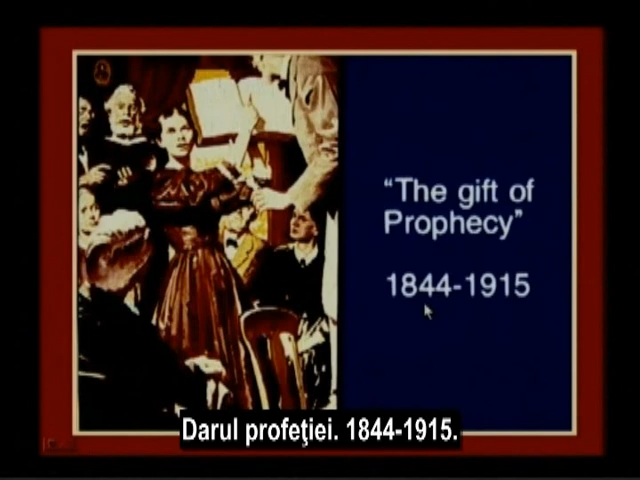 “The gift of
Prophecy”
1844-1915
Darul profeţiei. 1844-1915.